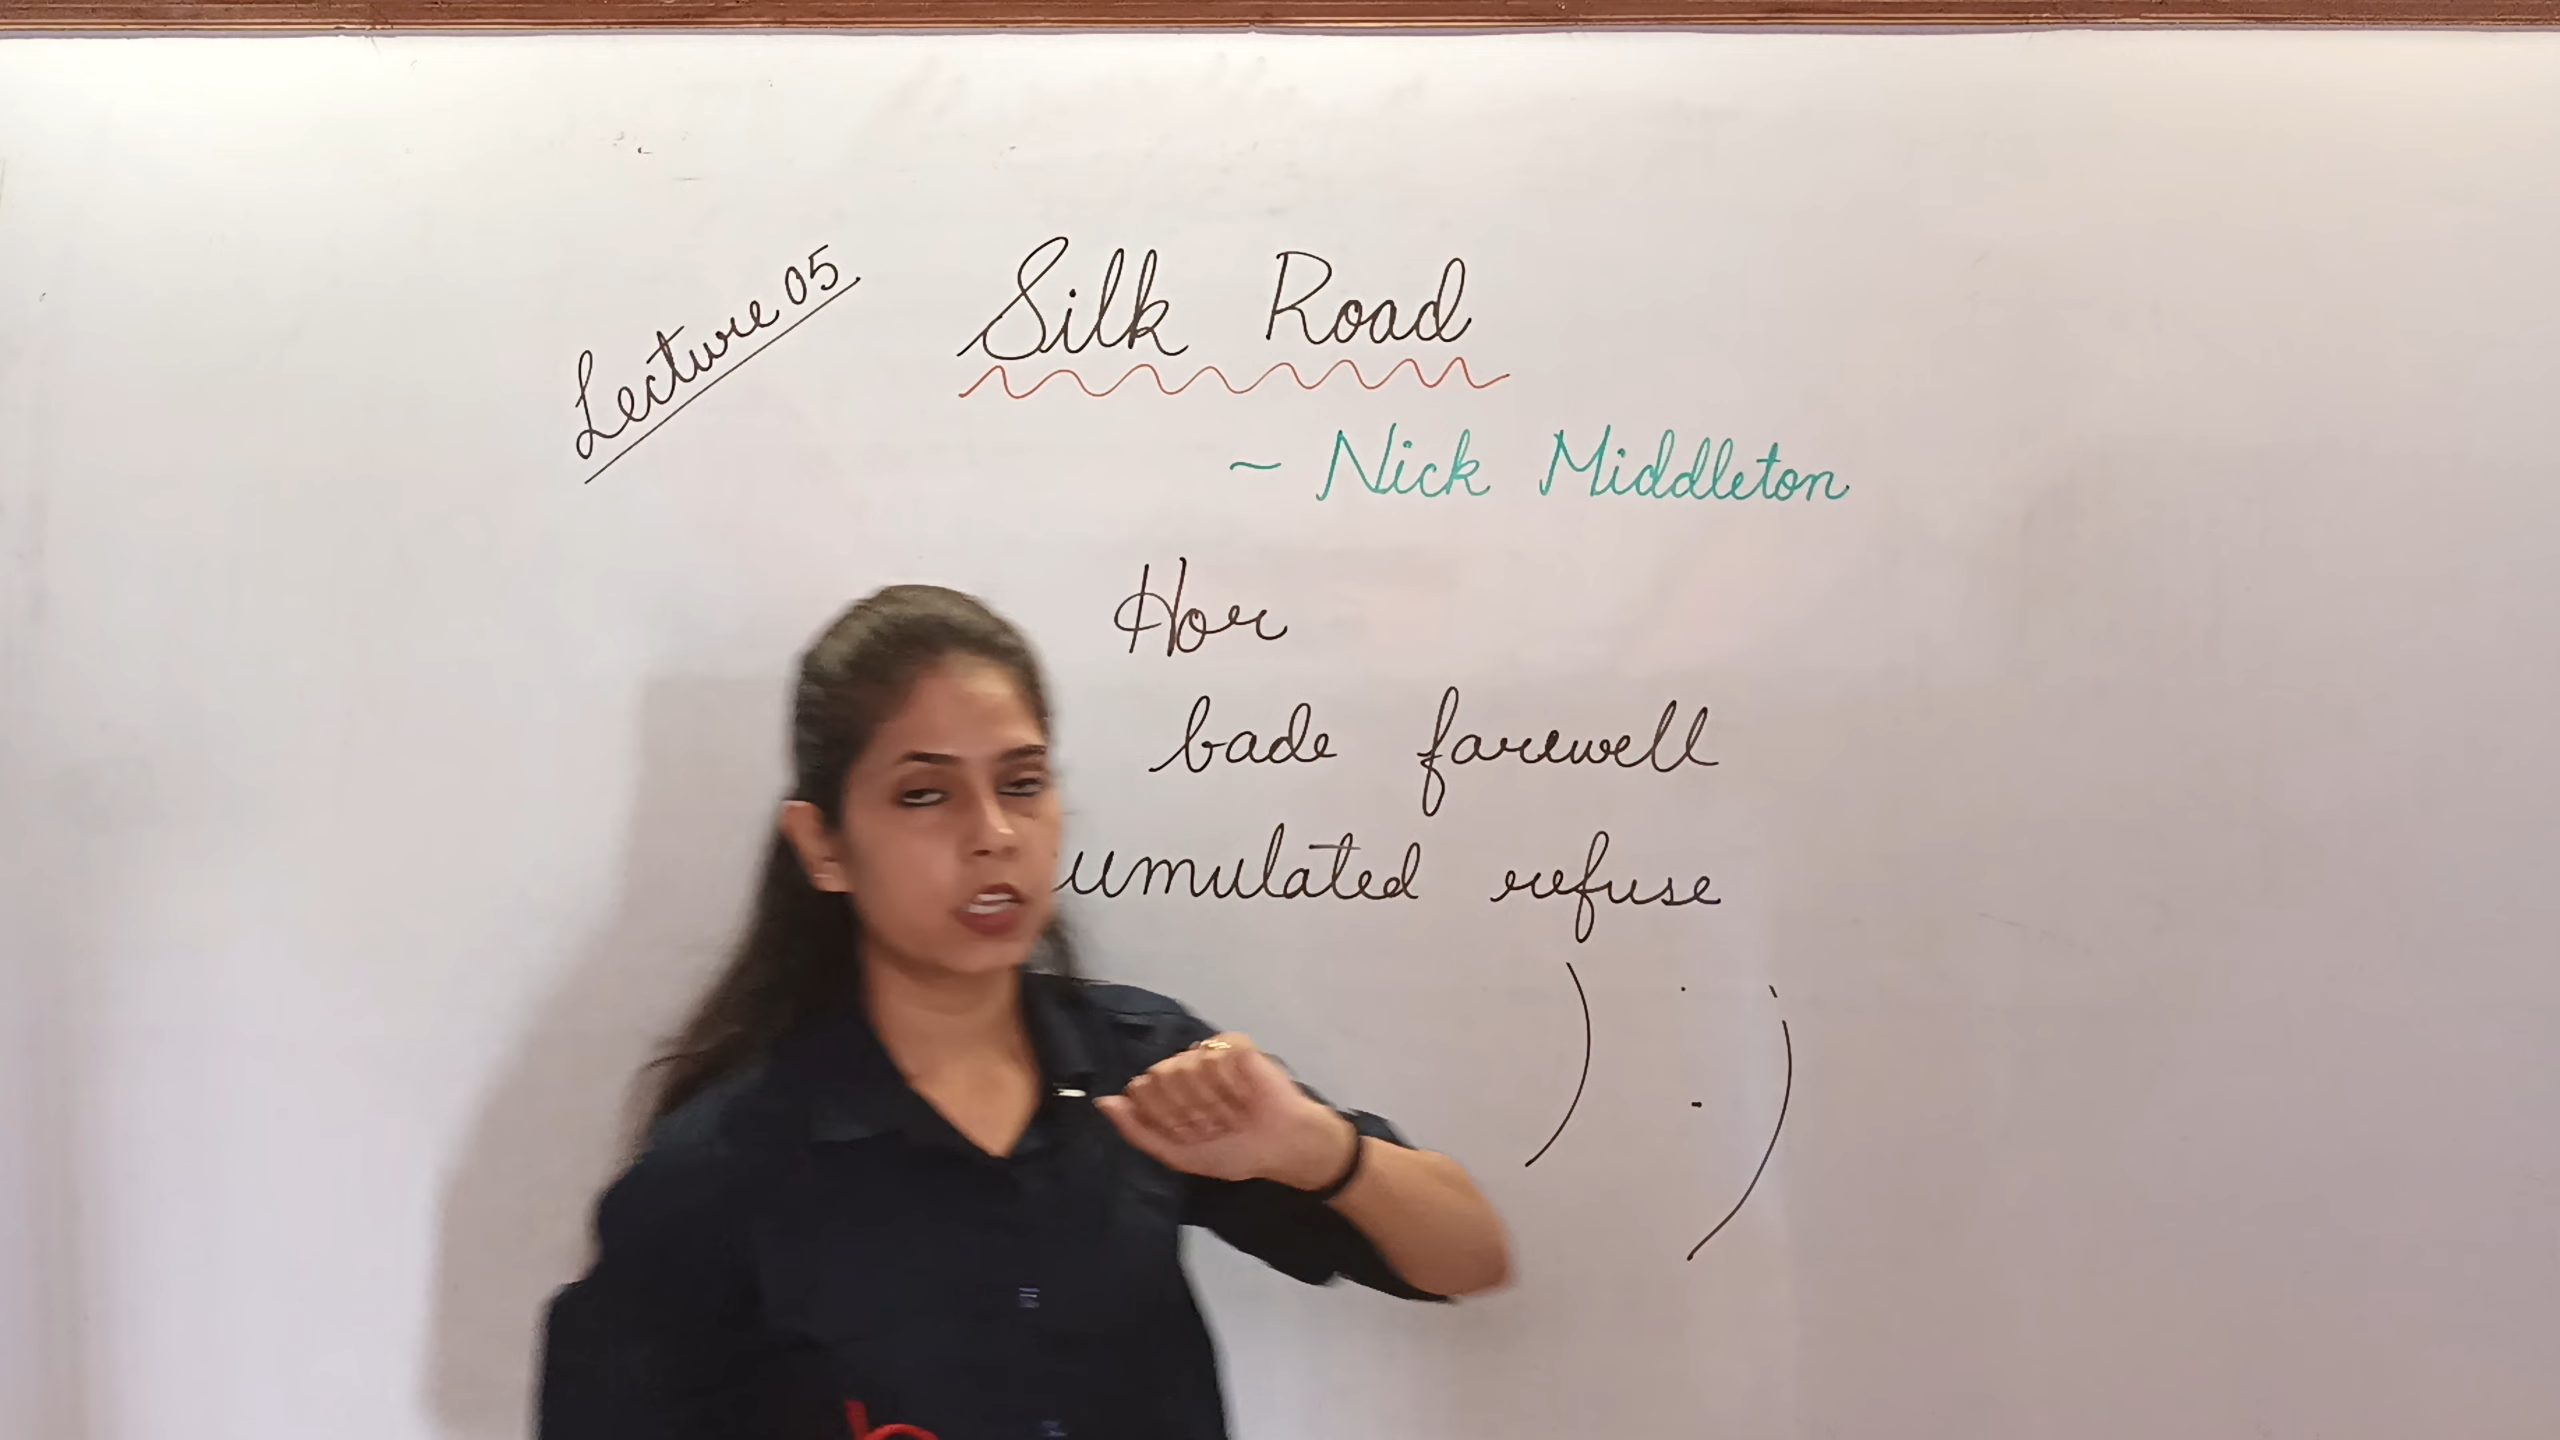 Lecture 05
Silk Road
~ Nick Middleton
Hor
bade farewell
umulated refuse